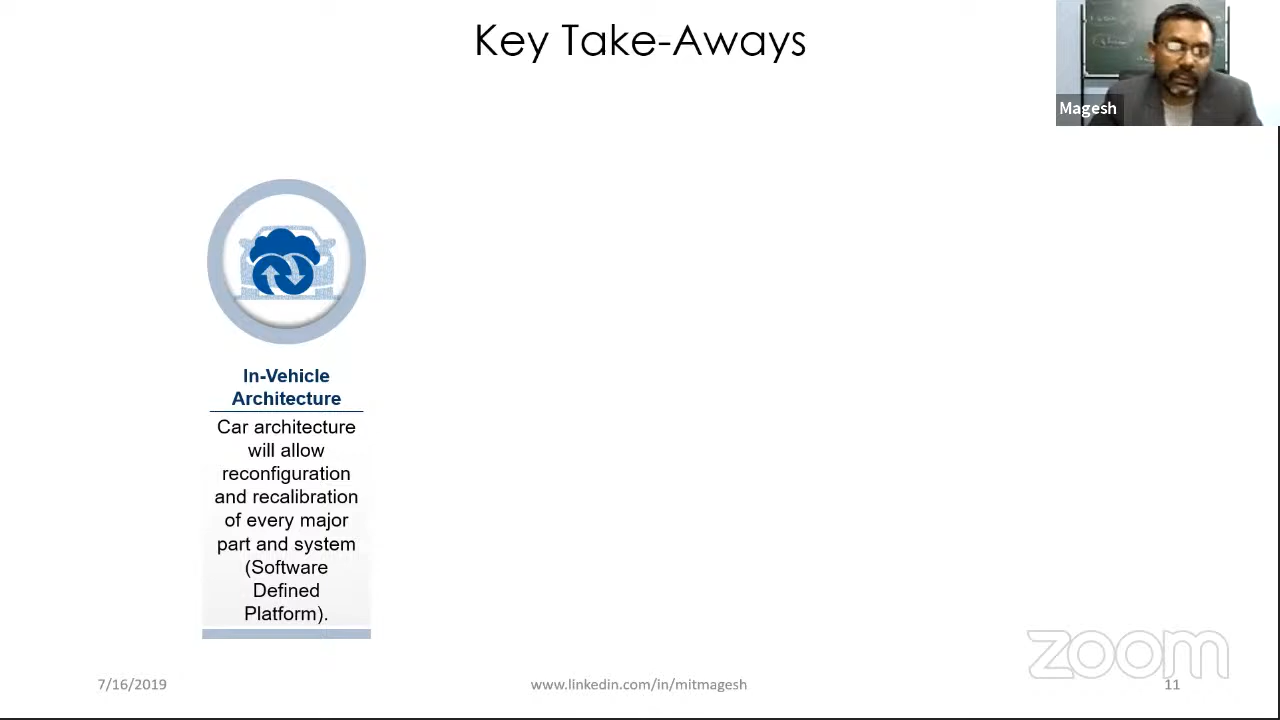 Key Take-Aways
Magesh
In-Vehicle
Architecture
Car architecture
will allow
reconfiguration
and recalibration
of every major
part and system
(Software
Defined
Platform).
zoom
7/16/2019
www.linkedin.com/in/mitmagesh
11